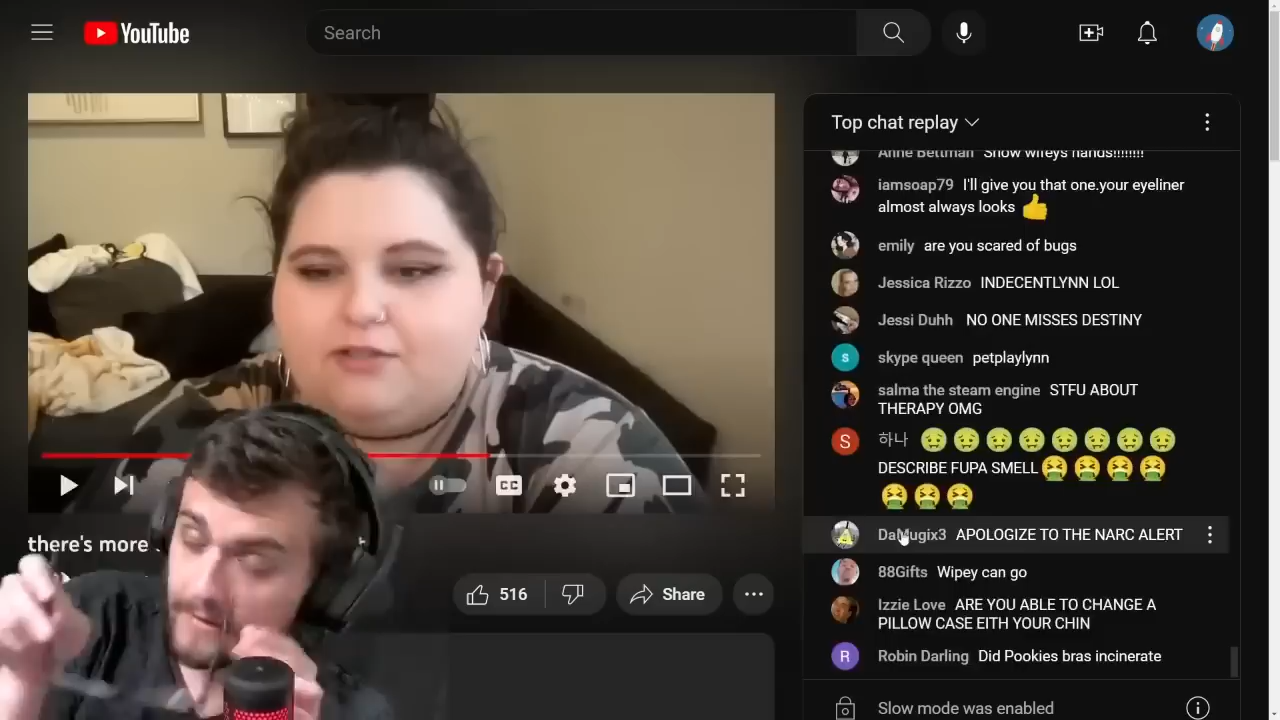 YouTube
Search
Top chat replay
Anne Bettman Show wifeys hands!!!!!!!!
iamsoap79 I'll give you that one.your eyeliner
almost always looks
emily are you scared of bugs
Jessica Rizzo INDECENTLYNN LOL
Jessi Duhh NO ONE MISSES DESTINY
s skype queen petplaylynn
salma the steam engine STFU ABOUT
THERAPY OMG
S 하나
DESCRIBE FUPA SMELL
DaMugix3 APOLOGIZE TO THE NARC ALERT
88Gifts Wipey can go
Izzie Love ARE YOU ABLE TO CHANGE A
PILLOW CASE EITH YOUR CHIN
R Robin Darling Did Pookies bras incinerate
Slow mode was enabled
CC
there's more
516
Share